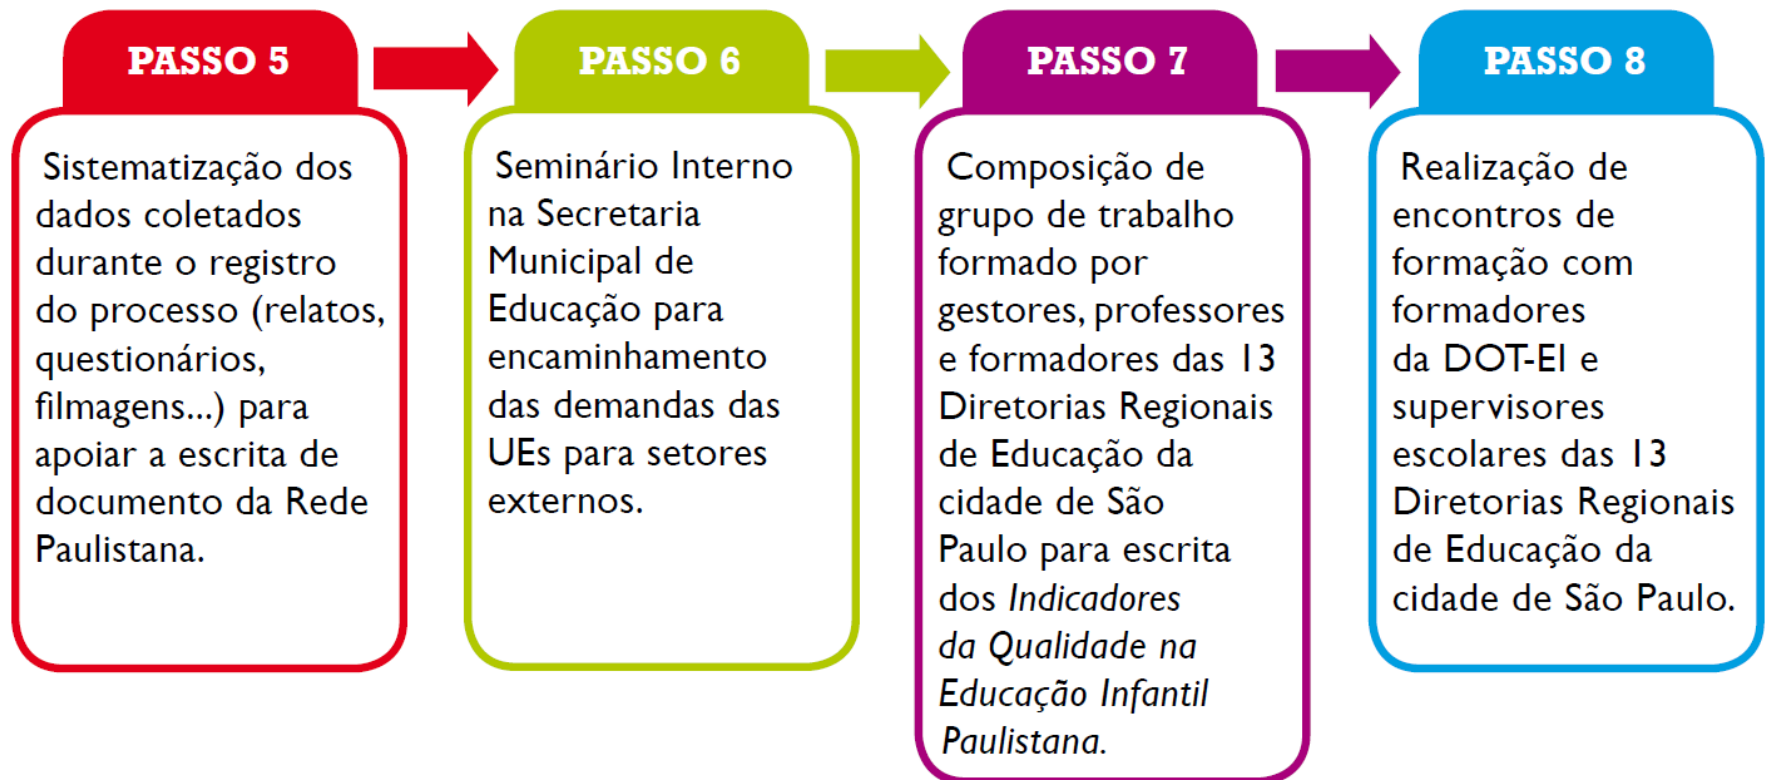 PASSO 5
Sistematização dos
dados coletados
durante o registro
do processo (relatos,
questionários,
filmagens...) para
apoiar a escrita de
documento da Rede
Paulistana.
PASSO 6
Seminário Interno
na Secretaria
Municipal de
Educação para
encaminhamento
das demandas das
UEs para setores
externos.
PASSO 7
Composição de
grupo de trabalho
formado por
gestores, professores
e formadores das 13
Diretorias Regionais
de Educação da
cidade de São
Paulo para escrita
dos Indicadores
da Qualidade na
Educação Infantil
Paulistana.
PASSO 8
Realização de
encontros de
formação com
formadores
da DOT-EI e
supervisores
escolares das 13
Diretorias Regionais
de Educação da
cidade de São Paulo.